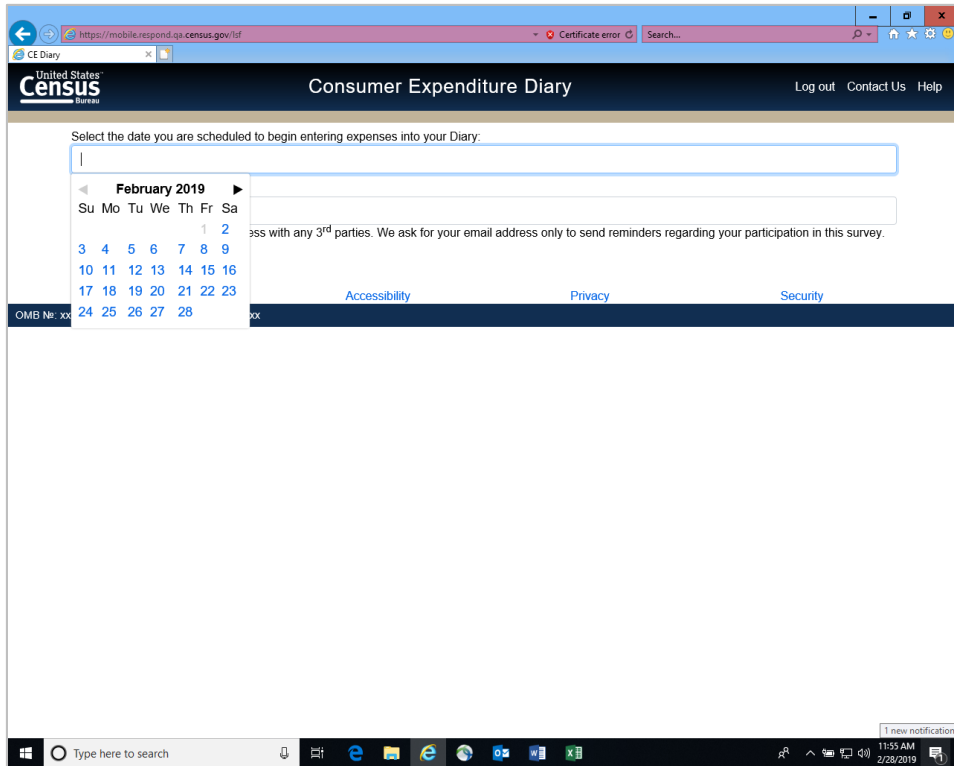 https://mobile.respond.qa.census.gov/lsf
Certificate error
Search...
CE Diary
United States™
Census
Bureau
Consumer Expenditure Diary
Log out Contact Us Help
Select the date you are scheduled to begin entering expenses into your Diary:
February 2019
Su Mo Tu We Th Fr Sa
1 2
3 4 5 6 7 8 9
10 11 12 13 14 15 16
17 18 19 20 21 22 23
24 25 26 27 28
with any 3rd parties. We ask for your email address only to send reminders regarding your participation in this survey.
Accessibility Privacy Security
OMB №: xx
xx
1 new notification
Type here to search
11:55 AM
2/28/2019